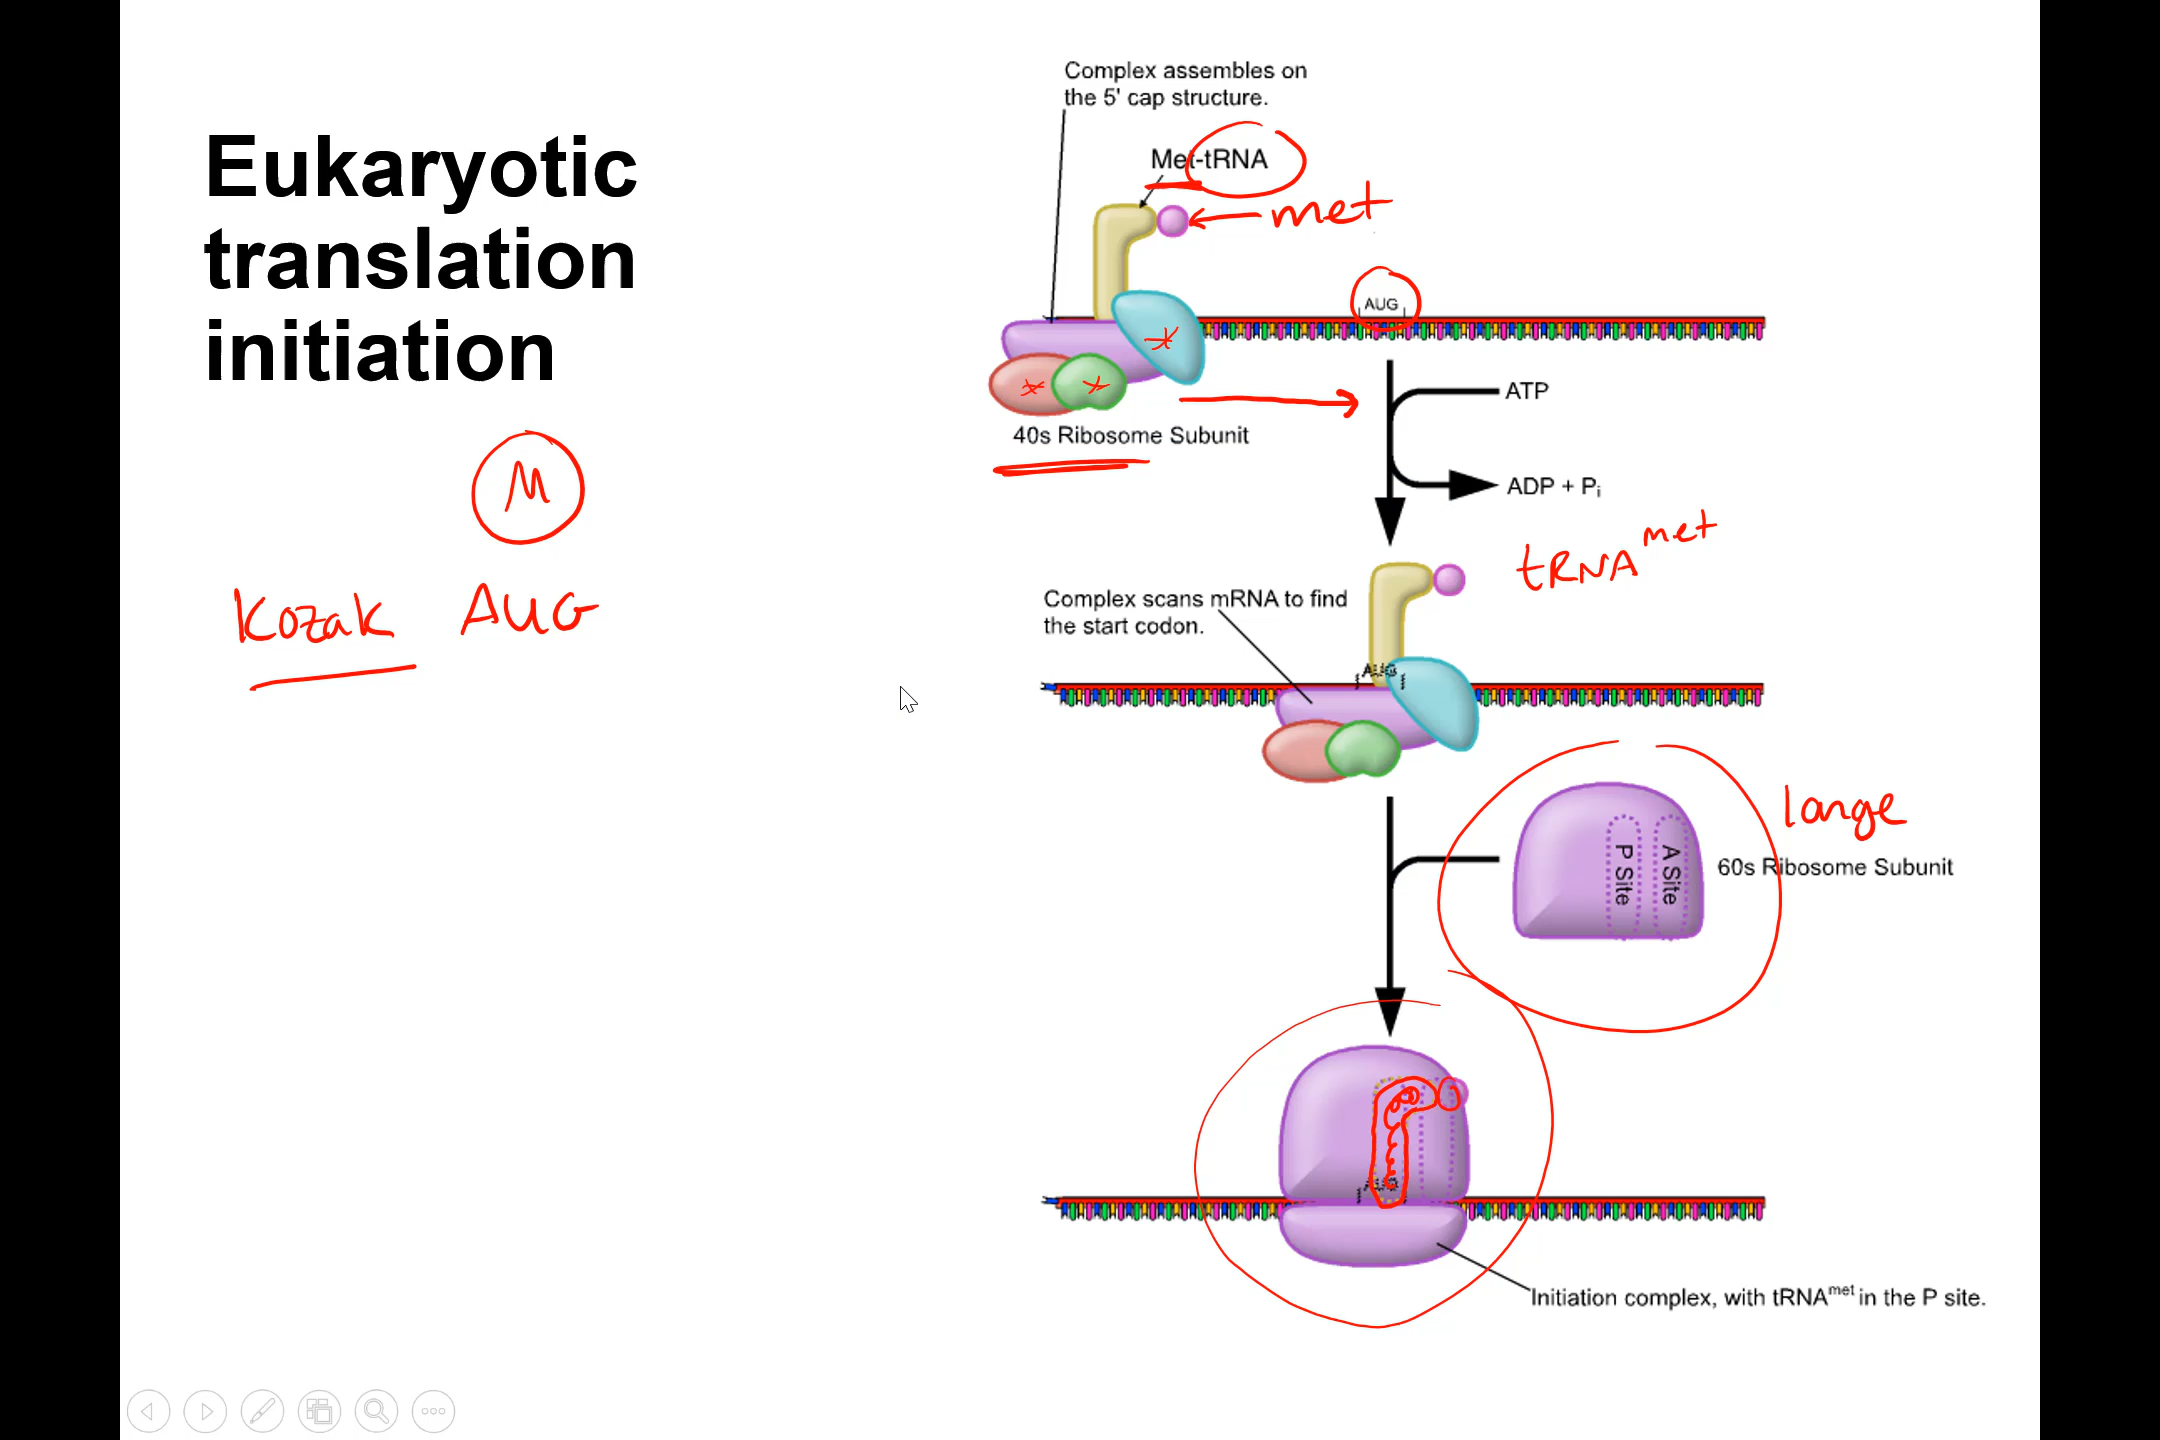 Eukaryotic
translation
initiation
M
Kozak AUG
Complex assembles on
the 5' cap structure.
Met-tRNA
met
AUG
40s Ribosome Subunit
ATP
ADP + Pi
tRNA met
Complex scans mRNA to find
the start codon.
AUG
large
P Site
A Site
60s Ribosome Subunit
AUG
Initiation complex, with tRNAmet in the P site.